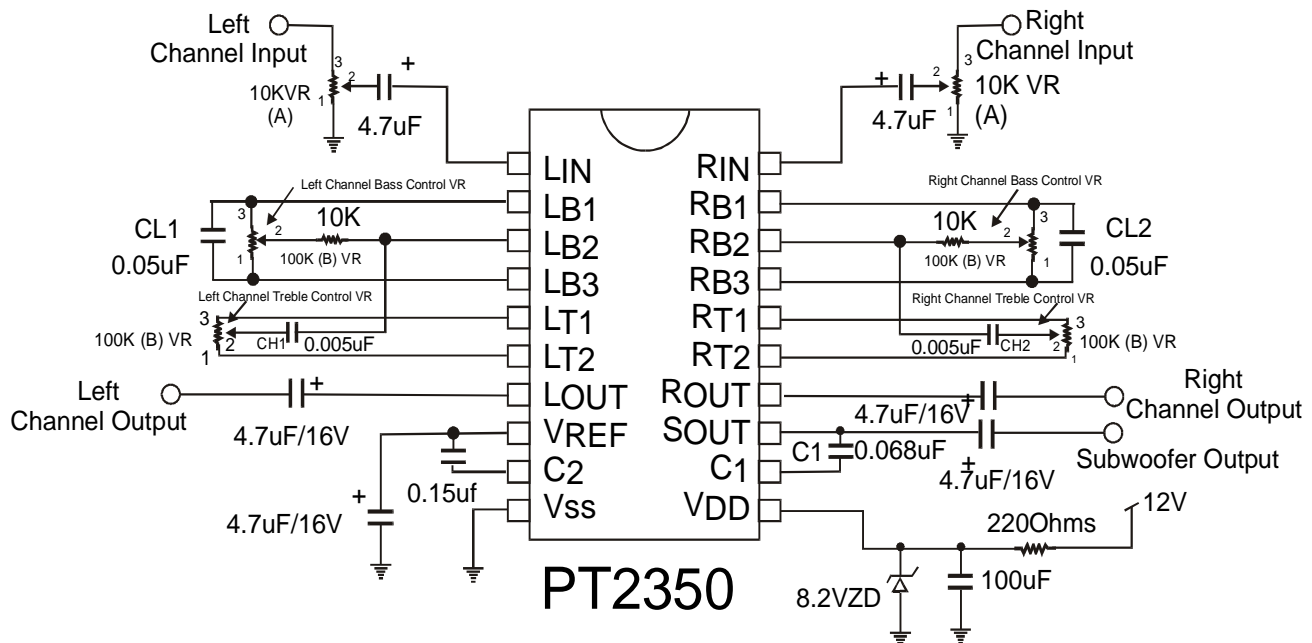 Left
Channel Input
3
2
10KVR
1
(A)
+
4.7uF
Right
Channel Input
3
2
10K VR
1
(A)
+
4.7uF
LIN
LB1
LB2
LB3
LT1
LT2
LOUT
VREF
C2
Vss
RIN
RB1
RB2
RB3
RT1
RT2
ROUT
SOUT
C1
VDD
Left Channel Bass Control VR
3
2
1
10K
100K (B) VR
CL1
0.05uF
Left Channel Treble Control VR
3
2
1
100K (B) VR
CH1
0.005uF
Left
Channel Output
+
4.7uF/16V
0.15uf
+
4.7uF/16V
Right Channel Bass Control VR
3
2
1
10K
100K (B) VR
CL2
0.05uF
Right Channel Treble Control VR
3
2
1
100K (B) VR
0.005uF
CH2
Right
Channel Output
4.7uF/16V
+
C1
0.068uF
Subwoofer Output
+
4.7uF/16V
12V
220Ohms
8.2VZD
100uF
PT2350